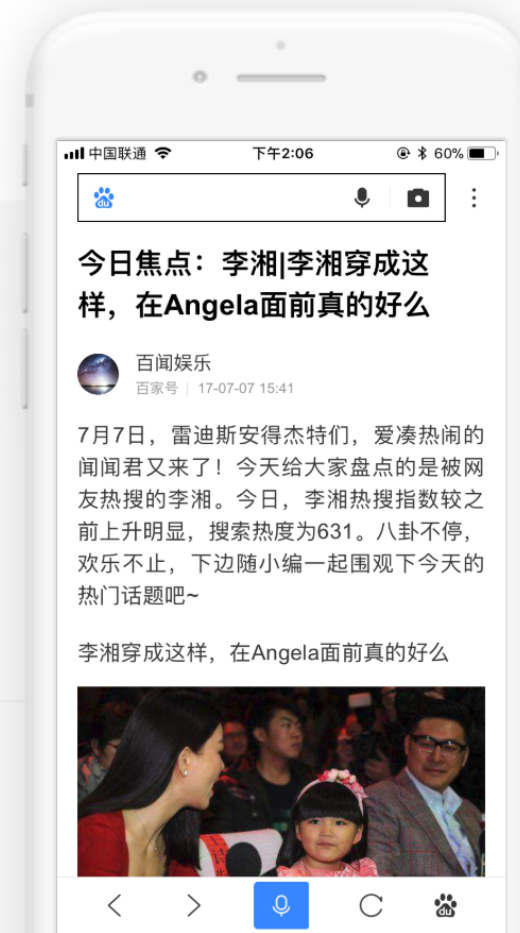 中国联通 下午2:06 60%
du
今日焦点：李湘|李湘穿成这
样，在Angela面前真的好么
百闻娱乐
百家号 | 17-07-07 15:41
7月7日，雷迪斯安得杰特们，爱凑热闹的
闻闻君又来了！今天给大家盘点的是被网
友热搜的李湘。今日，李湘热搜指数较之
前上升明显，搜索热度为631。八卦不停，
欢乐不止，下边随小编一起围观下今天的
热门话题吧~
李湘穿成这样，在Angela面前真的好么
du